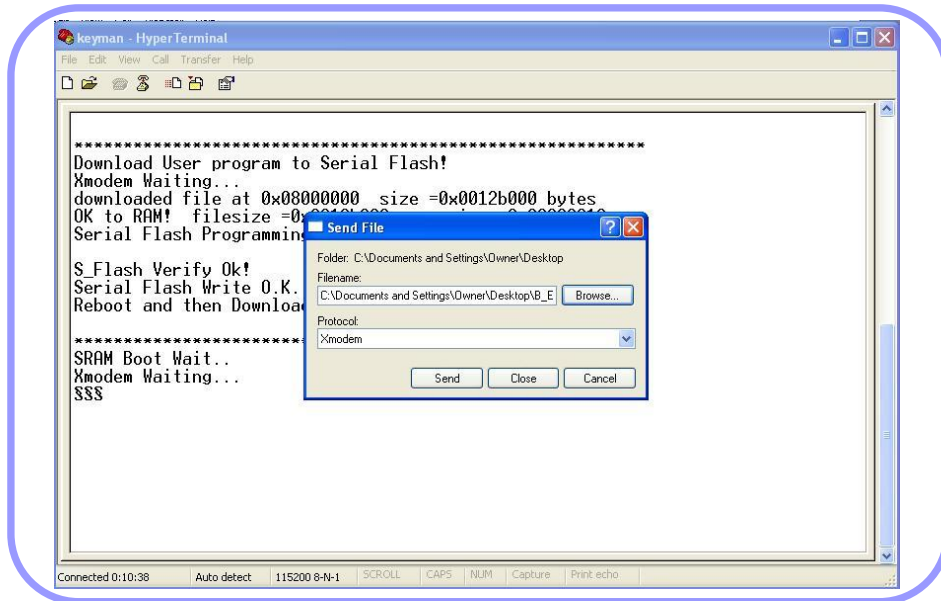 keyman - HyperTerminal
File Edit View Call Transfer Help
************************************************************
Download User program to Serial Flash!
Xmodem Waiting...
downloaded file at 0x08000000 size =0x0012b000 bytes
OK to RAM! filesize
Serial Flash Programming
S_Flash Verify Ok!
Serial Flash Write O.K.
Reboot and then Downloa
************************
SRAM Boot Wait..
Xmodem Waiting...
§§§
Send File
Folder: C:\Documents and Settings\Owner\Desktop
Filename:
C:\Documents and Settings\Owner\Desktop\B_E Browse...
Protocol:
Xmodem
Send Close Cancel
Connected 0:10:38 Auto detect 115200 8-N-1 SCROLL CAPS NUM Capture Print echo